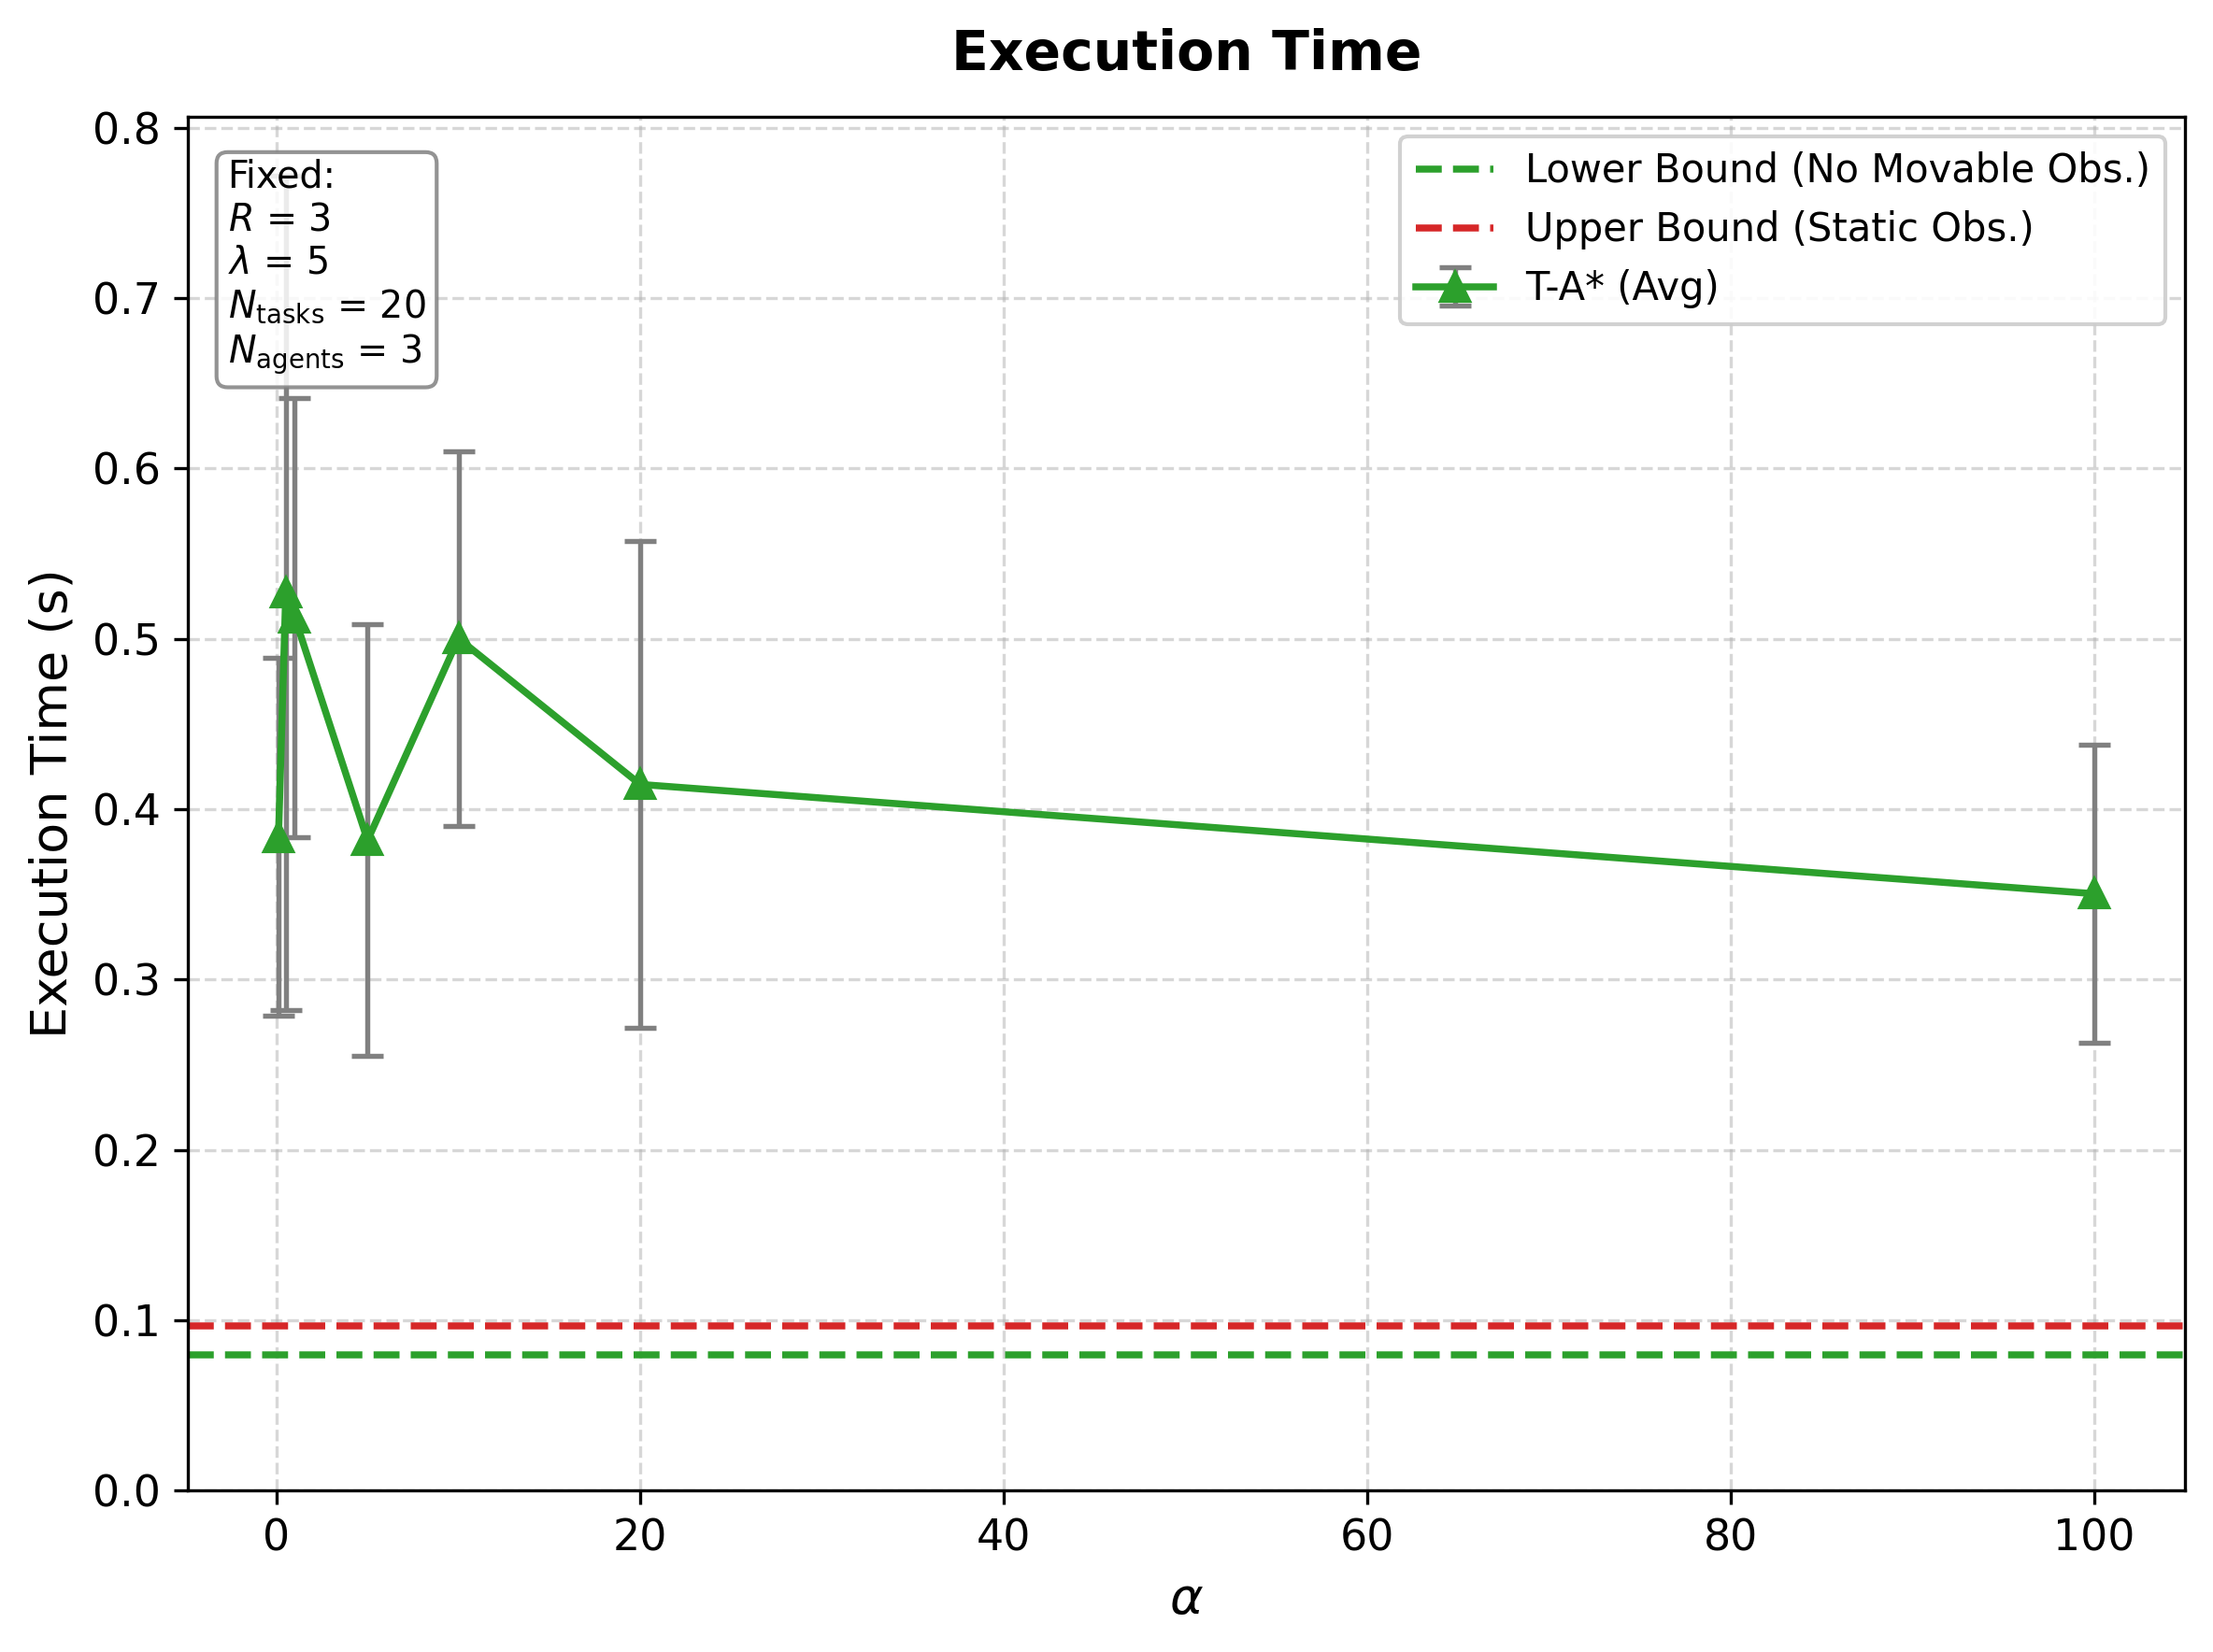 Execution Time
Fixed:
R = 3
λ = 5
N_tasks = 20
N_agents = 3
Lower Bound (No Movable Obs.)
Upper Bound (Static Obs.)
T-A* (Avg)
Execution Time (s)
0.8
0.7
0.6
0.5
0.4
0.3
0.2
0.1
0.0
0 20 40 60 80 100
α